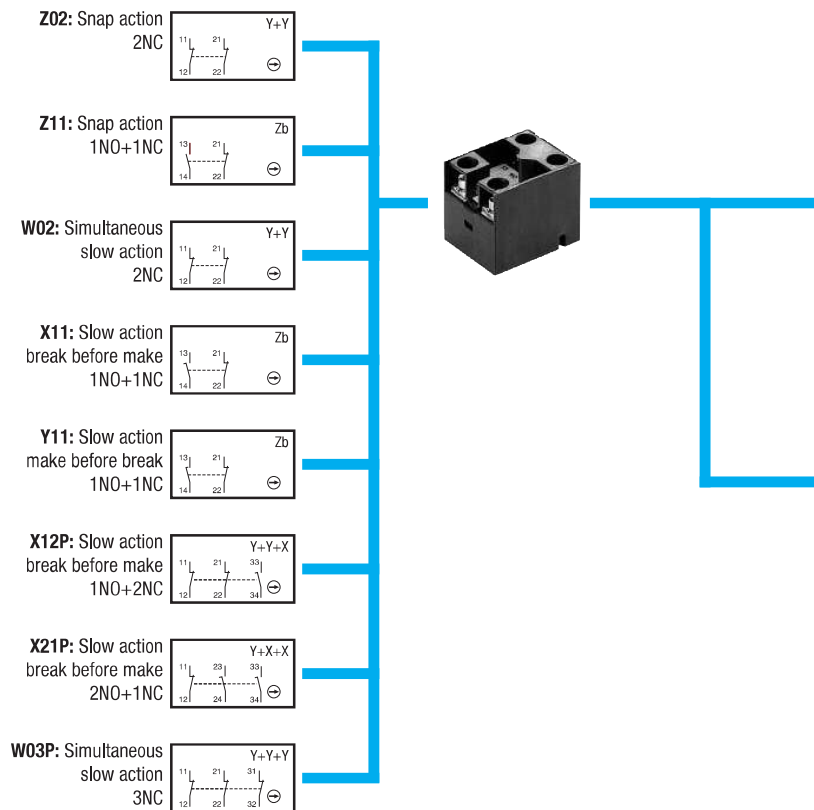 Z02: Snap action
2NC
Y+Y
11 21
12 22
Z11: Snap action
1NO+1NC
Zb
13 21
14 22
W02: Simultaneous
slow action
2NC
Y+Y
11 21
12 22
X11: Slow action
break before make
1NO+1NC
Zb
13 21
14 22
Y11: Slow action
make before break
1NO+1NC
Zb
13 21
14 22
X12P: Slow action
break before make
1NO+2NC
Y+Y+X
11 21 33
12 22 34
X21P: Slow action
break before make
2NO+1NC
Y+X+X
11 23 33
12 24 34
W03P: Simultaneous
slow action
3NC
Y+Y+Y
11 21 31
12 22 32